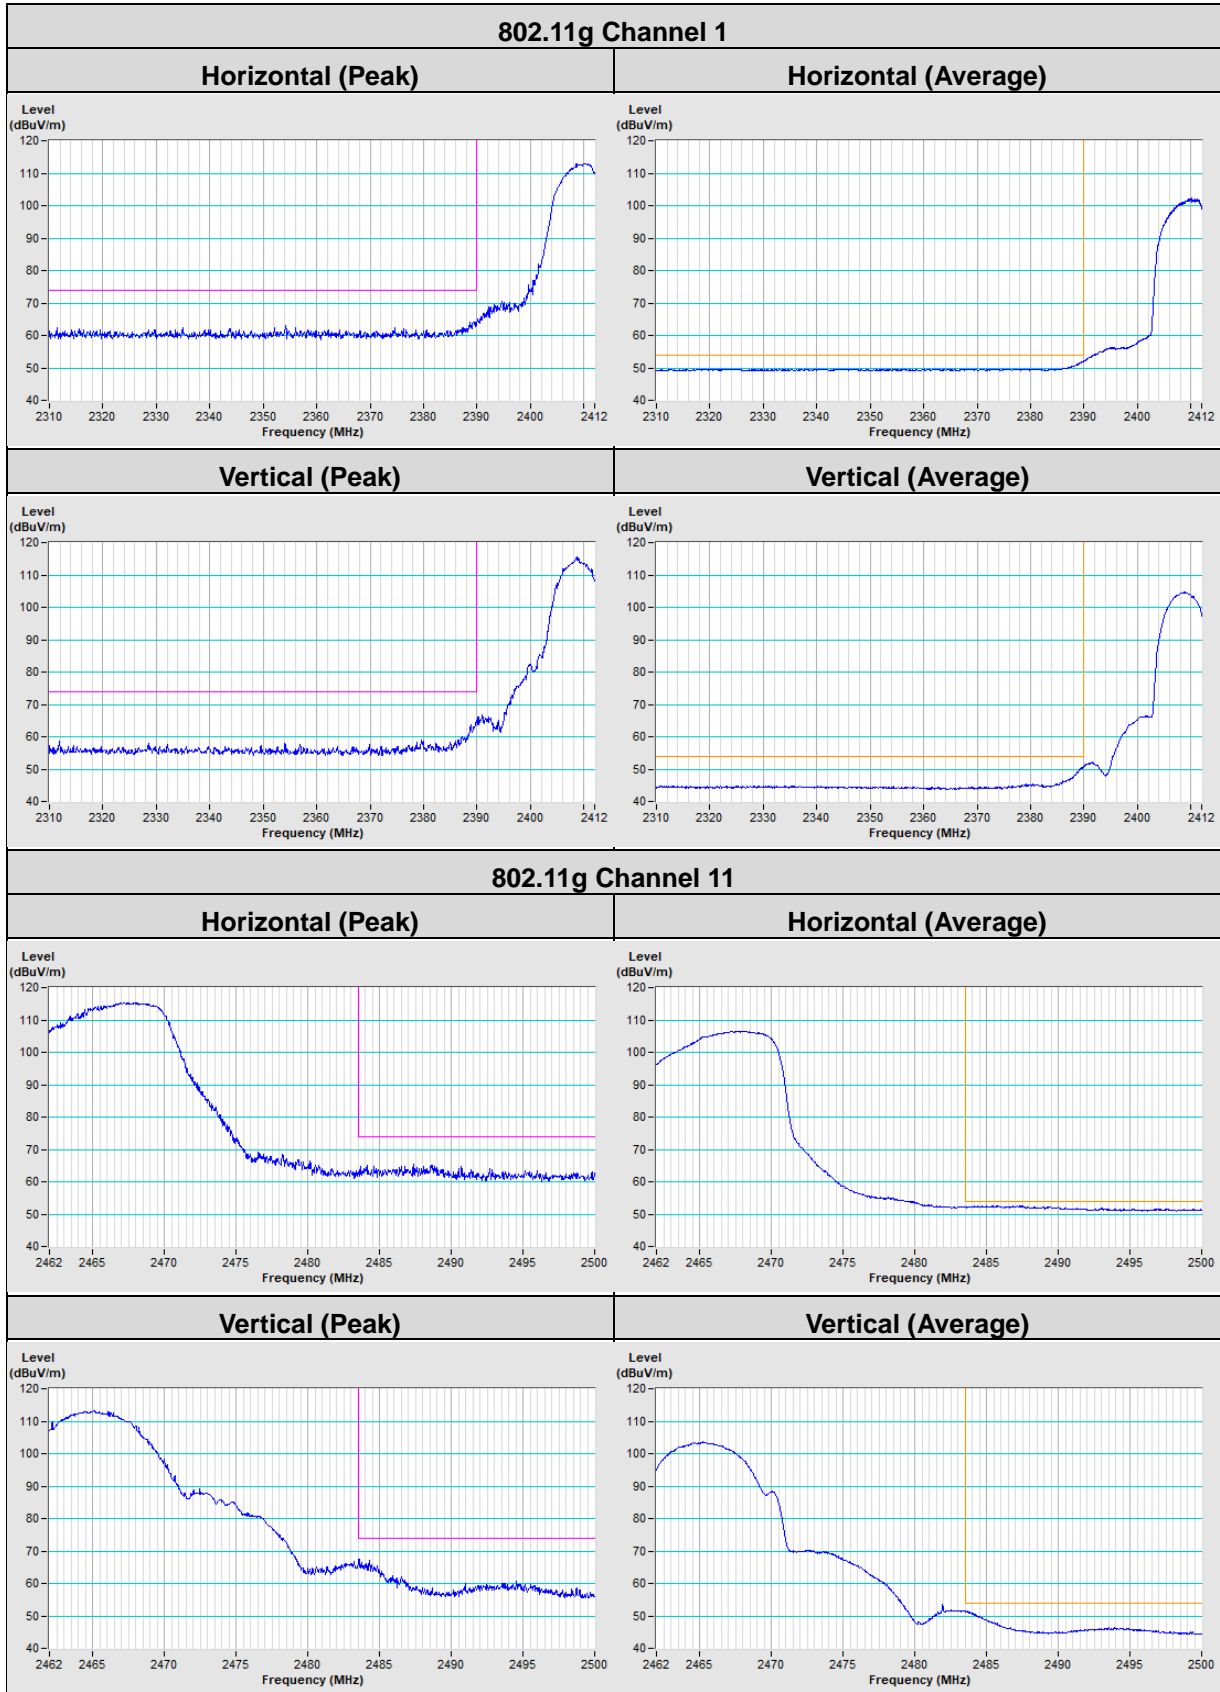 802.11g Channel 1
Horizontal (Peak)
Horizontal (Average)
Level
(dBuV/m)
120
110
100
90
80
70
60
50
40
2310 2320 2330 2340 2350 2360 2370 2380 2390 2400 2412
Frequency (MHz)
Level
(dBuV/m)
120
110
100
90
80
70
60
50
40
2310 2320 2330 2340 2350 2360 2370 2380 2390 2400 2412
Frequency (MHz)
Vertical (Peak)
Vertical (Average)
Level
(dBuV/m)
120
110
100
90
80
70
60
50
40
2310 2320 2330 2340 2350 2360 2370 2380 2390 2400 2412
Frequency (MHz)
Level
(dBuV/m)
120
110
100
90
80
70
60
50
40
2310 2320 2330 2340 2350 2360 2370 2380 2390 2400 2412
Frequency (MHz)
802.11g Channel 11
Horizontal (Peak)
Horizontal (Average)
Level
(dBuV/m)
120
110
100
90
80
70
60
50
40
2462 2465 2470 2475 2480 2485 2490 2495 2500
Frequency (MHz)
Level
(dBuV/m)
120
110
100
90
80
70
60
50
40
2462 2465 2470 2475 2480 2485 2490 2495 2500
Frequency (MHz)
Vertical (Peak)
Vertical (Average)
Level
(dBuV/m)
120
110
100
90
80
70
60
50
40
2462 2465 2470 2475 2480 2485 2490 2495 2500
Frequency (MHz)
Level
(dBuV/m)
120
110
100
90
80
70
60
50
40
2462 2465 2470 2475 2480 2485 2490 2495 2500
Frequency (MHz)